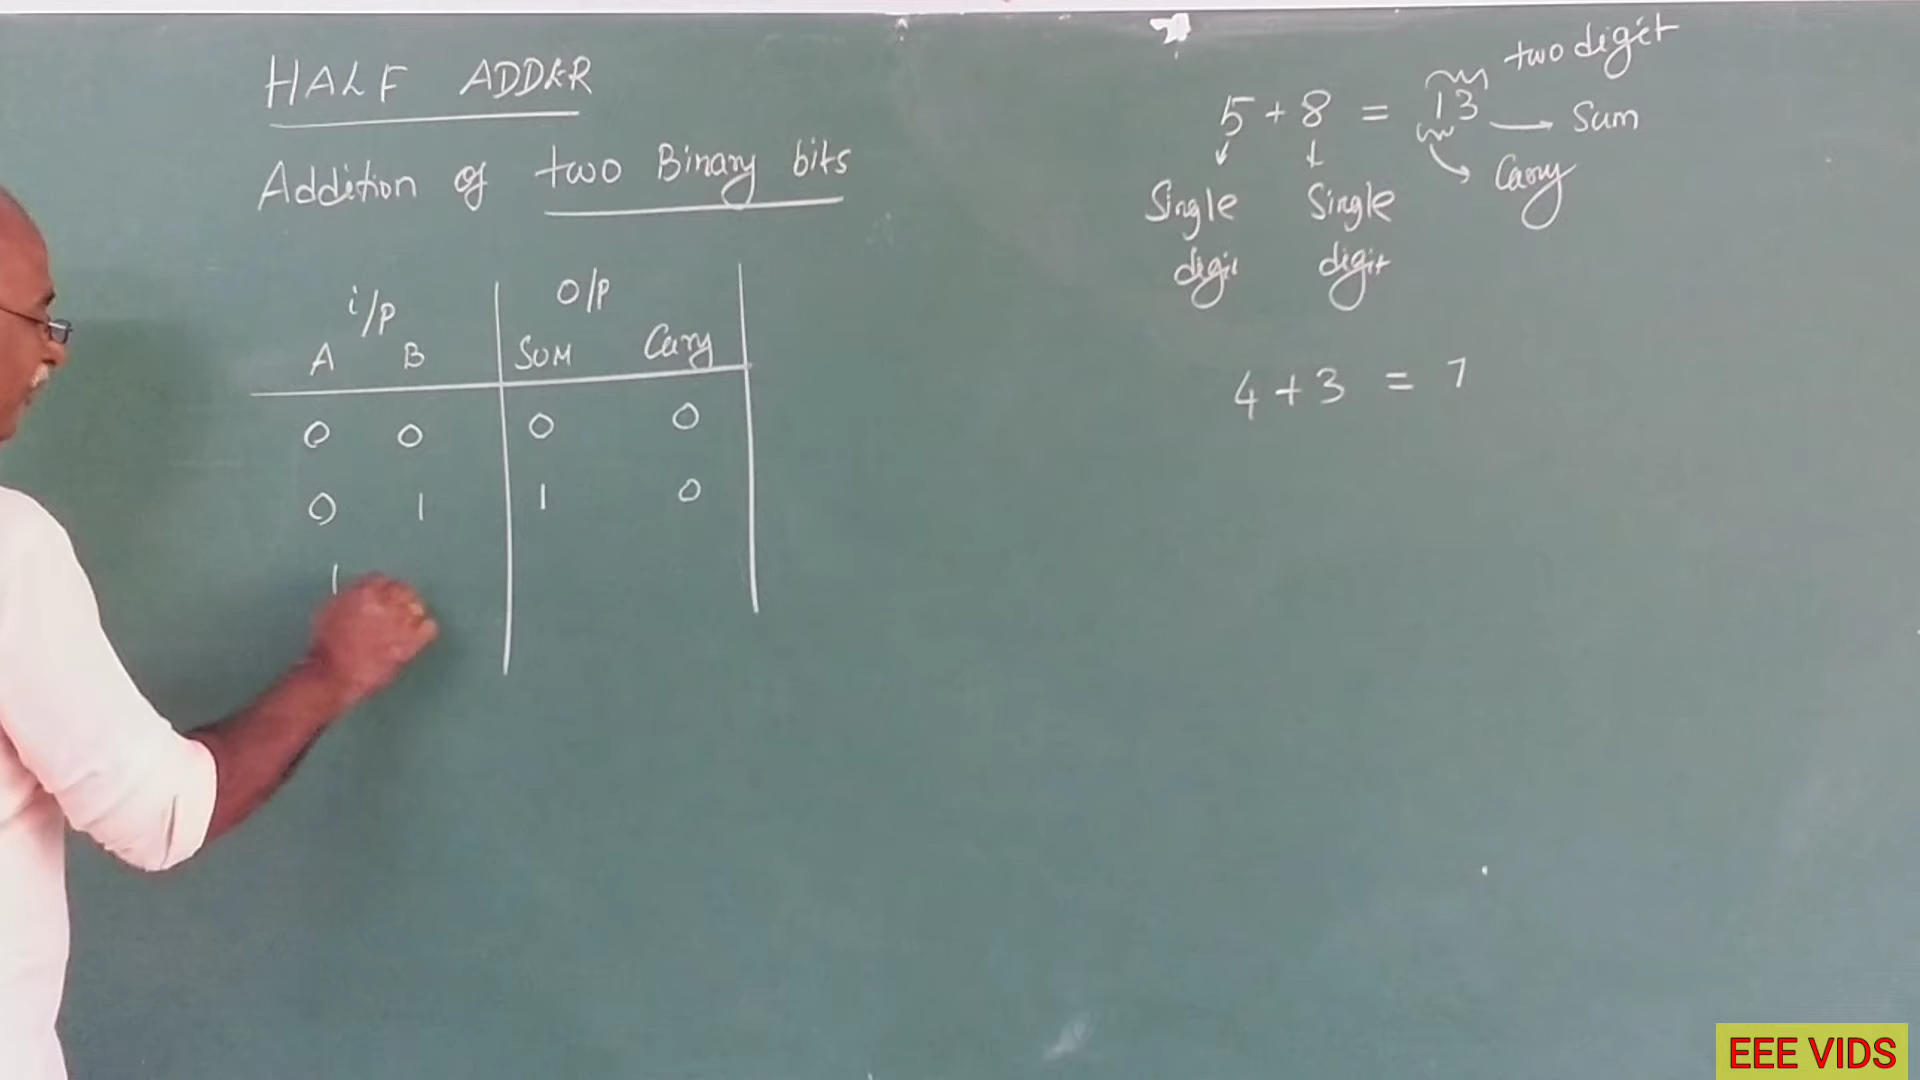 HALF ADDER
Addition of two Binary bits
i/p O/P
A B SUM Carry
0 0 0 0
0 1 1 0
1
two digit
5 + 8 = 13 Sum
Carry
Single Single
digit digit
4 + 3 = 7
EEE VIDS